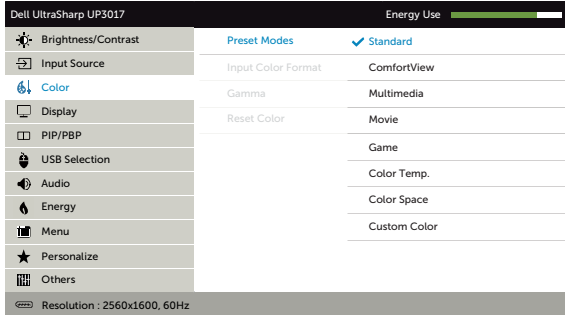 Dell UltraSharp UP3017
Energy Use
Brightness/Contrast
Input Source
Color
Display
PIP/PBP
USB Selection
Audio
Energy
Menu
Personalize
Others
Preset Modes
Input Color Format
Gamma
Reset Color
Standard
ComfortView
Multimedia
Movie
Game
Color Temp.
Color Space
Custom Color
Resolution : 2560x1600, 60Hz